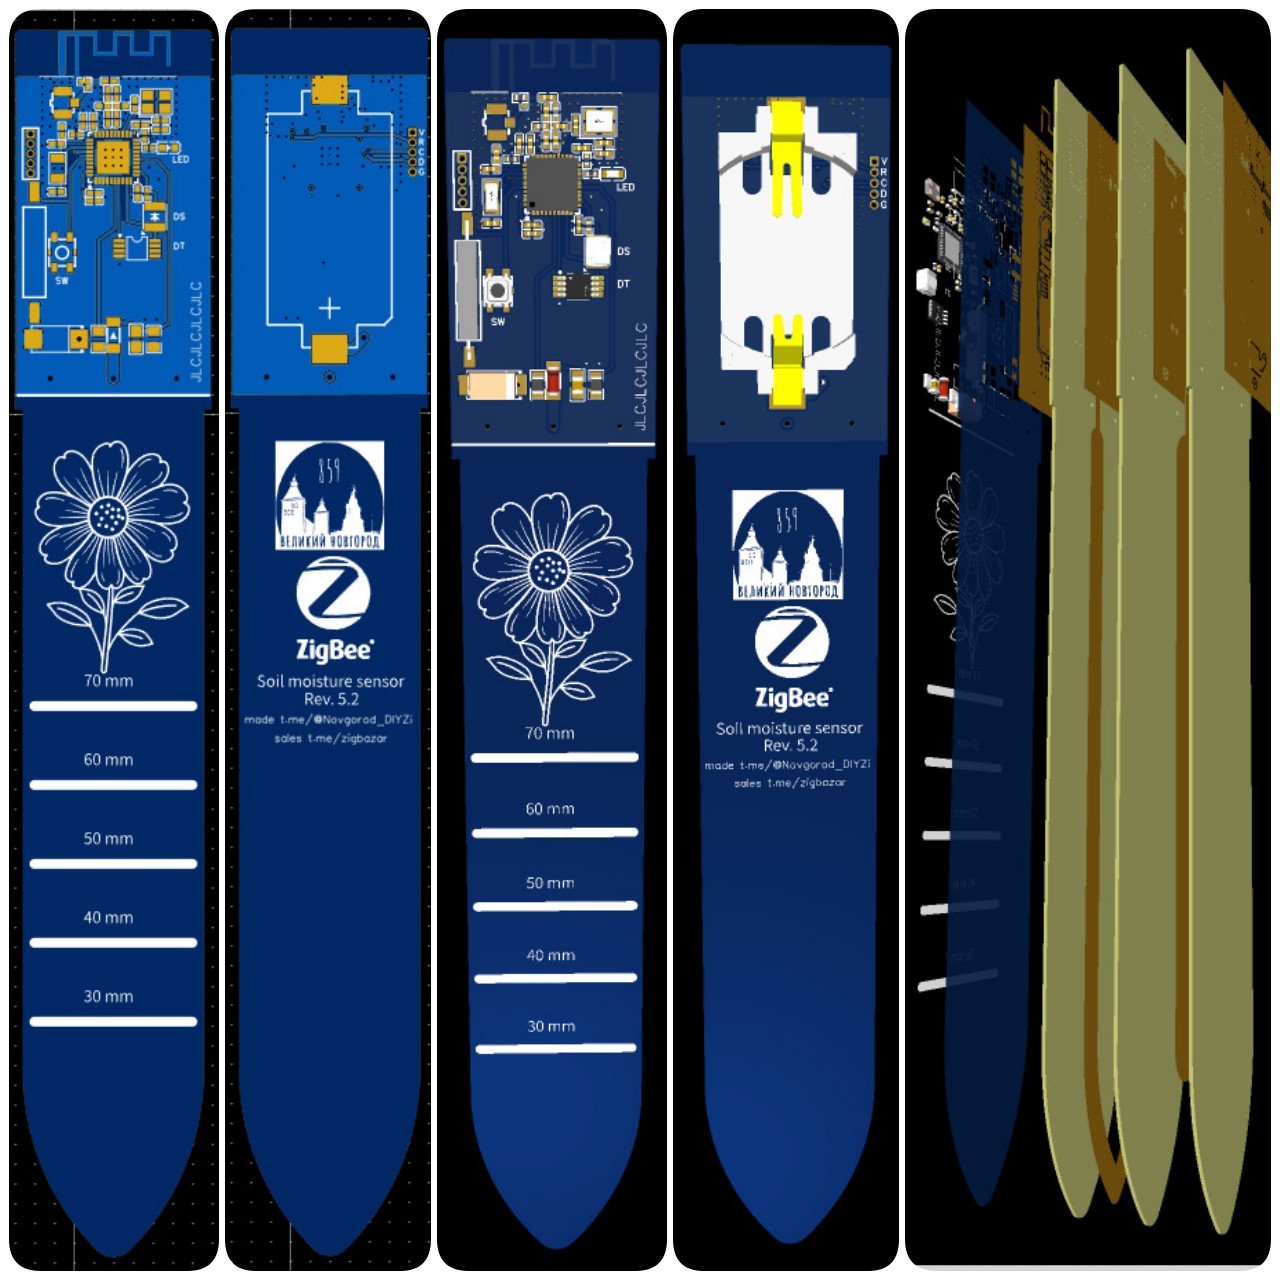 LED
DS
DT
SW
JLCJLCJLCJLC
70 mm
60 mm
50 mm
40 mm
30 mm
V
R
C
D
G
859
ВЕЛИКИЙ НОВГОРОД
ZigBee®
Soil moisture sensor
Rev. 5.2
made t.me/@Novgorod_DIYZi
sales t.me/zigbazar
LED
DS
DT
SW
JLCJLCJLCJLC
70 mm
60 mm
50 mm
40 mm
30 mm
V
R
C
D
G
859
ВЕЛИКИЙ НОВГОРОД
ZigBee®
Soil moisture sensor
Rev. 5.2
made t.me/@Novgorod_DIYZi
sales t.me/zigbazar